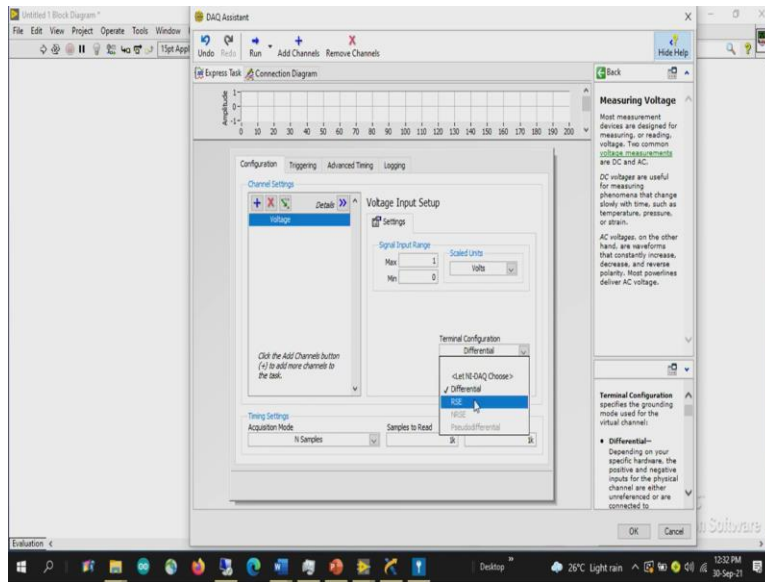 Untitled 1 Block Diagram *
File Edit View Project Operate Tools Window
15pt Appl
DAQ Assistant
Undo Redo Run Add Channels Remove Channels Hide Help
Express Task Connection Diagram
Amplitude
1
0
-1
0 10 20 30 40 50 60 70 80 90 100 110 120 130 140 150 160 170 180 190 200
Configuration Triggering Advanced Timing Logging
Channel Settings
Details
Voltage
Click the Add Channels button
(+) to add more channels to
the task.
Voltage Input Setup
Settings
Signal Input Range
Max 1
Min 0
Scaled Units
Volts
Terminal Configuration
Differential
<Let NI-DAQ Choose>
Differential
RSE
NRSE
Pseudodifferential
Timing Settings
Acquisition Mode
N Samples
Samples to Read
1k
1k
Back
Measuring Voltage
Most measurement
devices are designed for
measuring, or reading,
voltage. Two common
voltage measurements
are DC and AC.
DC voltages are useful
for measuring
phenomena that change
slowly with time, such as
temperature, pressure,
or strain.
AC voltages, on the other
hand, are waveforms
that constantly increase,
decrease, and reverse
polarity. Most powerlines
deliver AC voltage.
Terminal Configuration
specifies the grounding
mode used for the
virtual channel:
• Differential—
Depending on your
specific hardware, the
positive and negative
inputs for the physical
channel are either
unreferenced or are
connected to
OK Cancel
Software
Evaluation
Desktop
26°C Light rain
12:32 PM
30-Sep-21